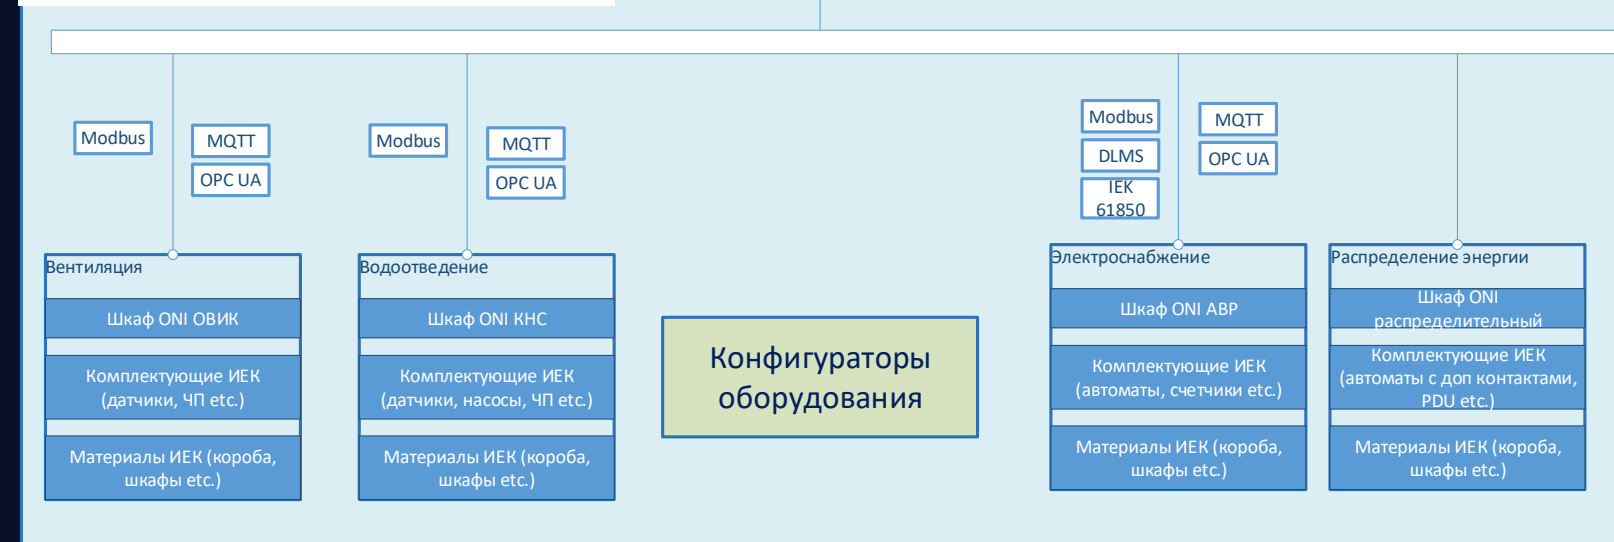 Modbus
MQTT
OPC UA
Modbus
MQTT
OPC UA
Modbus
DLMS
IEK
61850
MQTT
OPC UA
Вентиляция
Шкаф ONI ОВИК
Комплектующие ИЕК
(датчики, ЧП etc.)
Материалы ИЕК (короба,
шкафы etc.)
Водоотведение
Шкаф ONI КНС
Комплектующие ИЕК
(датчики, насосы, ЧП etc.)
Материалы ИЕК (короба,
шкафы etc.)
Конфигураторы
оборудования
Электроснабжение
Шкаф ONI АВР
Комплектующие ИЕК
(автоматы, счетчики etc.)
Материалы ИЕК (короба,
шкафы etc.)
Распределение энергии
Шкаф ONI
распределительный
Комплектующие ИЕК
(автоматы с доп контактами,
PDU etc.)
Материалы ИЕК (короба,
шкафы etc.)